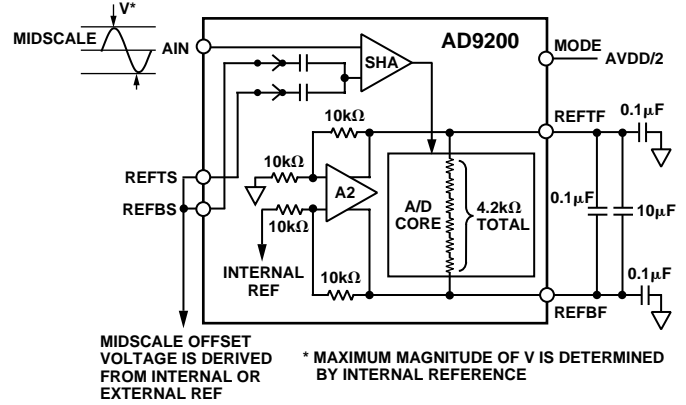 V*
MIDSCALE
AIN
SHA
AD9200
MODE
AVDD/2
10kΩ
REFTF
0.1µF
10kΩ
REFTS
A2
A/D
CORE
4.2kΩ
TOTAL
0.1µF
10µF
REFBS
10kΩ
INTERNAL
REF
10kΩ
0.1µF
REFBF
MIDSCALE OFFSET
VOLTAGE IS DERIVED
FROM INTERNAL OR
EXTERNAL REF
* MAXIMUM MAGNITUDE OF V IS DETERMINED
BY INTERNAL REFERENCE